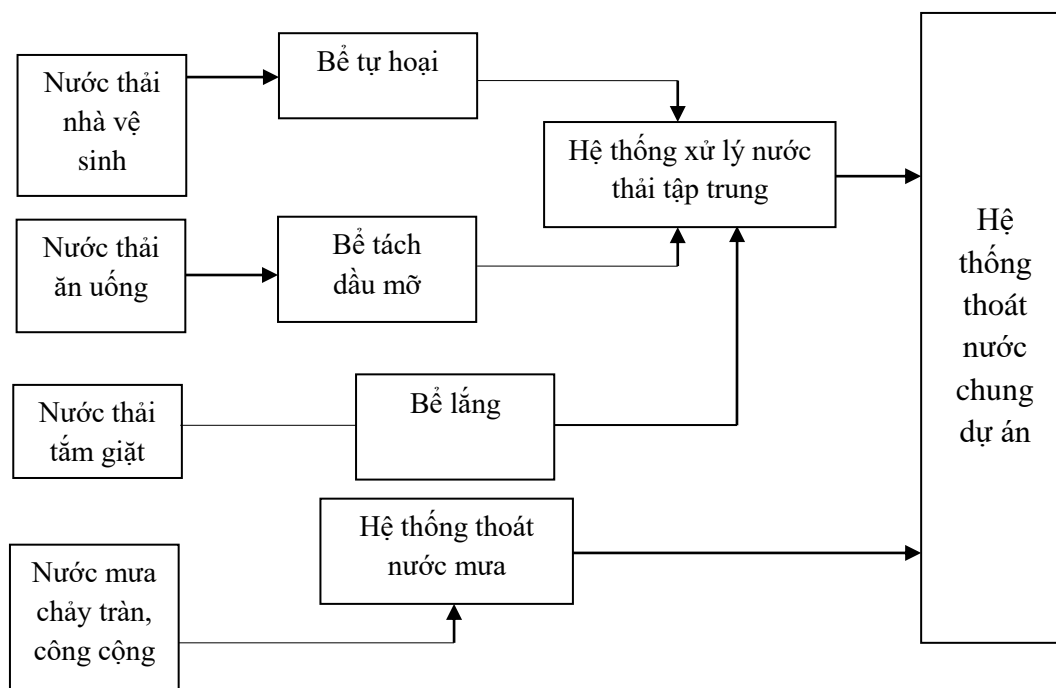 Nước thải
nhà vệ
sinh
Bể tự hoại
Hệ thống xử lý nước
thải tập trung
Nước thải
ăn uống
Bể tách
dầu mỡ
Nước thải
tắm giặt
Bể lắng
Nước mưa
chảy tràn,
công cộng
Hệ thống thoát
nước mưa
Hệ
thống
thoát
nước
chung
dự án